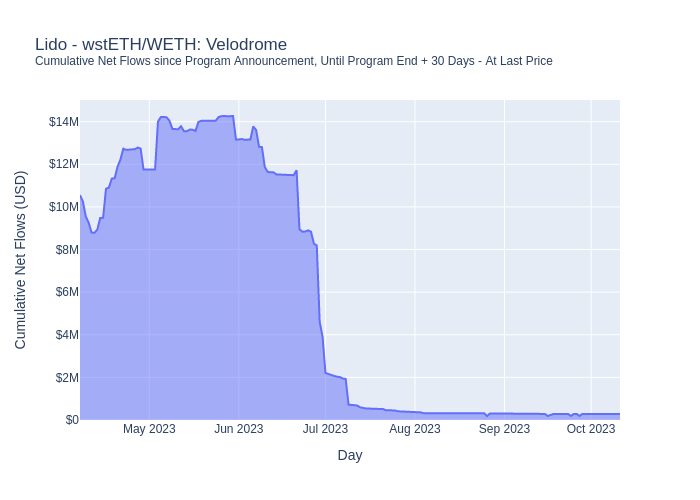 Lido - wstETH/WETH: Velodrome
Cumulative Net Flows since Program Announcement, Until Program End + 30 Days - At Last Price
Cumulative Net Flows (USD)
$14M
$12M
$10M
$8M
$6M
$4M
$2M
$0
May 2023 Jun 2023 Jul 2023 Aug 2023 Sep 2023 Oct 2023
Day